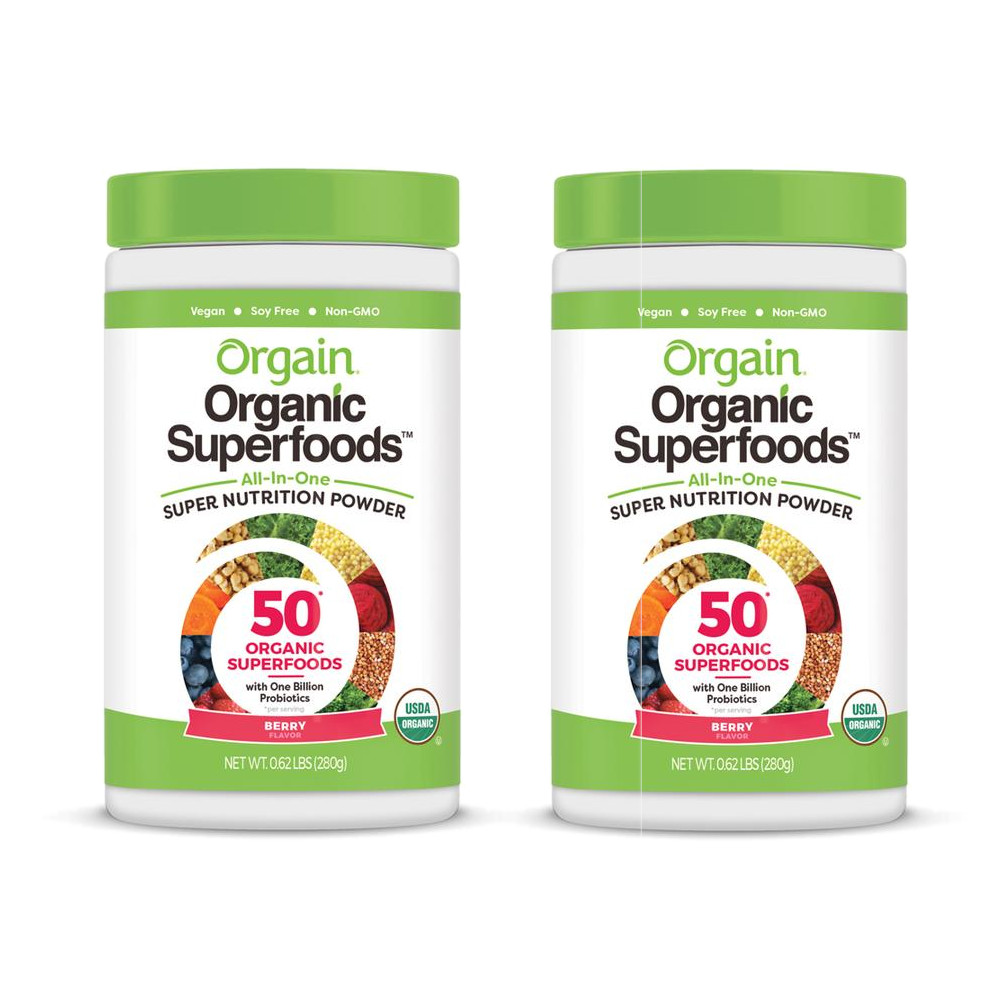 Vegan ● Soy Free ● Non-GMO
Orgain®
Organic
Superfoods™
All-In-One
SUPER NUTRITION POWDER
50*
ORGANIC
SUPERFOODS
with One Billion
Probiotics
*per serving
BERRY
FLAVOR
USDA
ORGANIC
NET WT. 0.62 LBS (280g)
Vegan ● Soy Free ● Non-GMO
Orgain®
Organic
Superfoods™
All-In-One
SUPER NUTRITION POWDER
50*
ORGANIC
SUPERFOODS
with One Billion
Probiotics
*per serving
BERRY
FLAVOR
USDA
ORGANIC
NET WT. 0.62 LBS (280g)